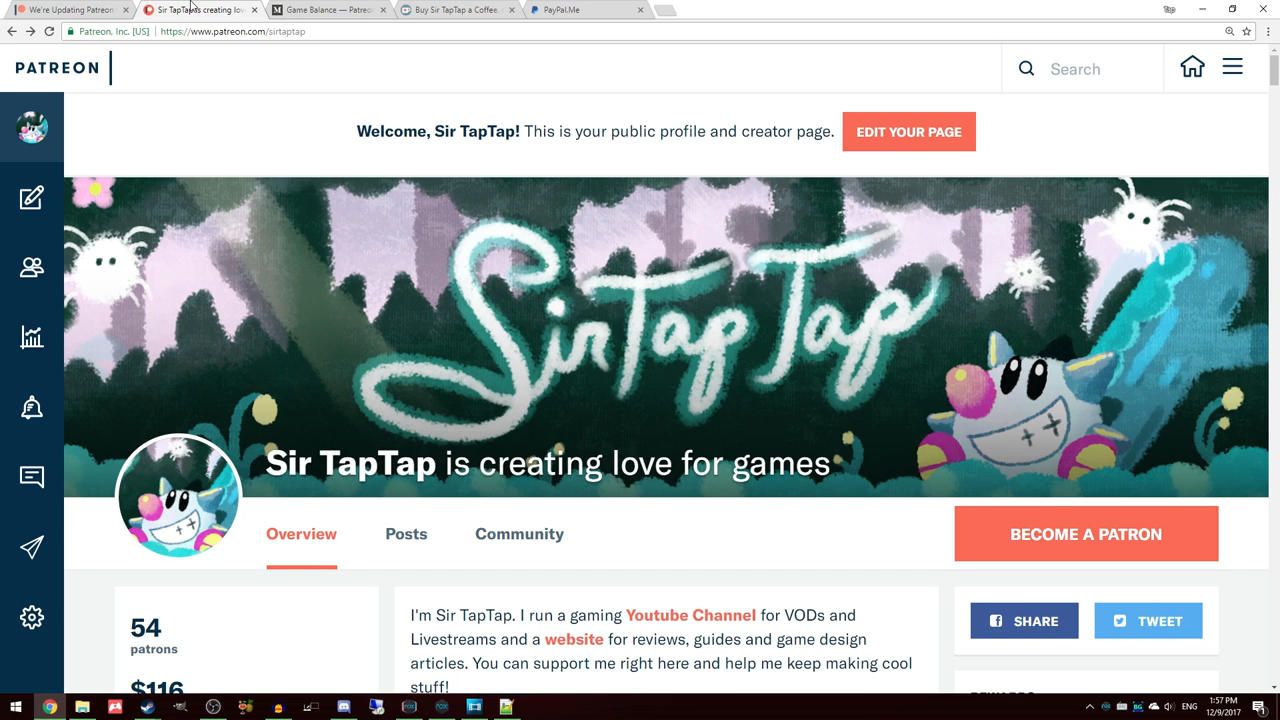 We're Updating Patreon
Sir TapTap is creating lov
Game Balance — Patreo
Buy Sir TapTap a Coffee.
PayPal.Me
Tap
Patreon, Inc. [US]
https://www.patreon.com/sirtaptap
PATREON
Search
Welcome, Sir TapTap! This is your public profile and creator page.
EDIT YOUR PAGE
SirTapTap
Sir TapTap is creating love for games
Overview
Posts
Community
BECOME A PATRON
54
patrons
$116
I'm Sir TapTap. I run a gaming Youtube Channel for VODs and
Livestreams and a website for reviews, guides and game design
articles. You can support me right here and help me keep making cool
stuff!
SHARE
TWEET
REWARDS
ENG
1:57 PM
12/9/2017